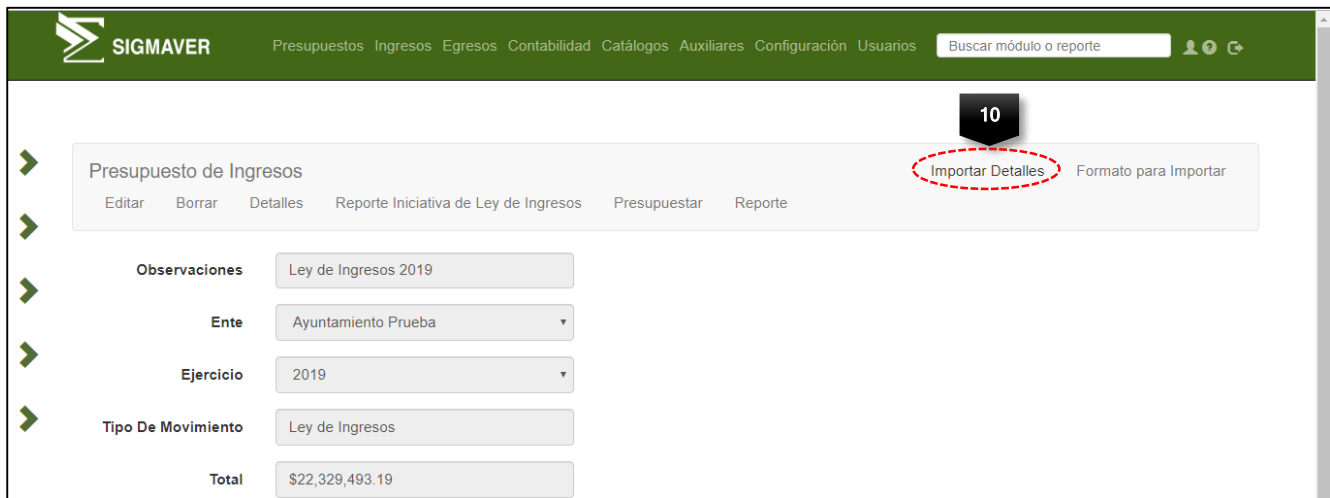 SIGMAVER
Presupuestos Ingresos Egresos Contabilidad Catálogos Auxiliares Configuración Usuarios
Buscar módulo o reporte
10
Presupuesto de Ingresos
Importar Detalles Formato para Importar
Editar Borrar Detalles Reporte Iniciativa de Ley de Ingresos Presupuestar Reporte
Observaciones Ley de Ingresos 2019
Ente Ayuntamiento Prueba
Ejercicio 2019
Tipo De Movimiento Ley de Ingresos
Total $22,329,493.19